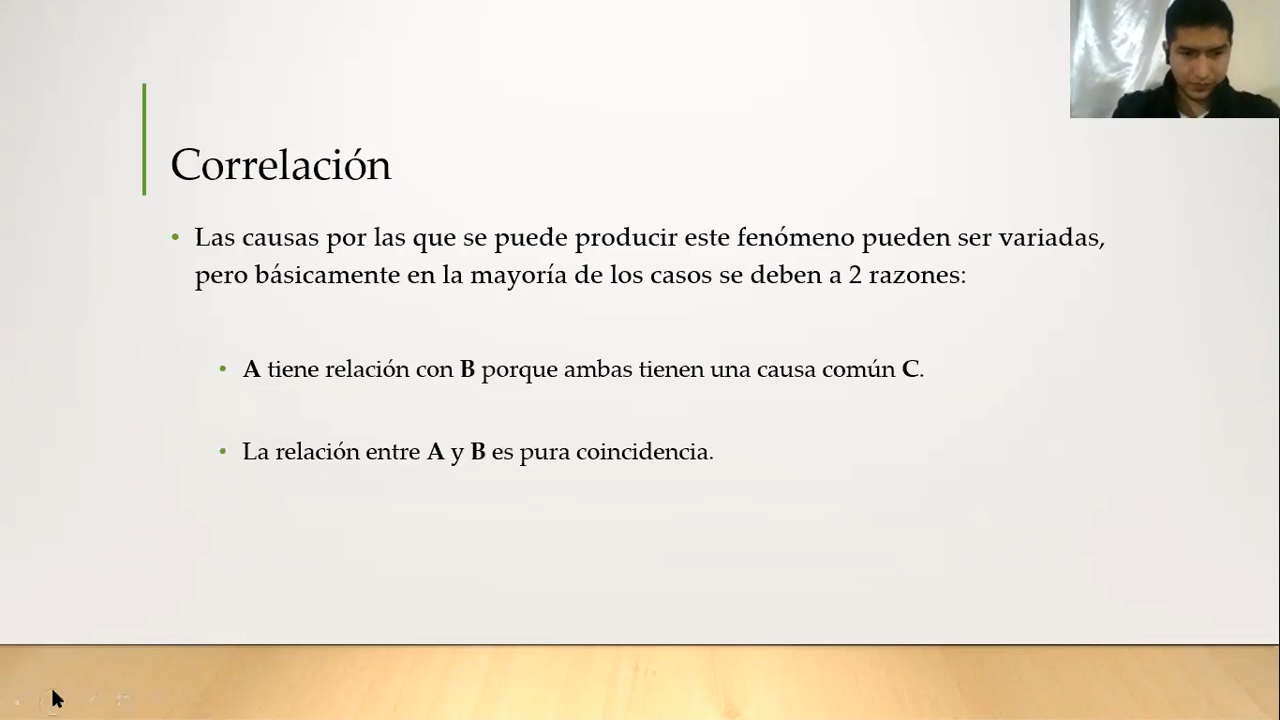 Correlación
• Las causas por las que se puede producir este fenómeno pueden ser variadas,
pero básicamente en la mayoría de los casos se deben a 2 razones:
• A tiene relación con B porque ambas tienen una causa común C.
• La relación entre A y B es pura coincidencia.